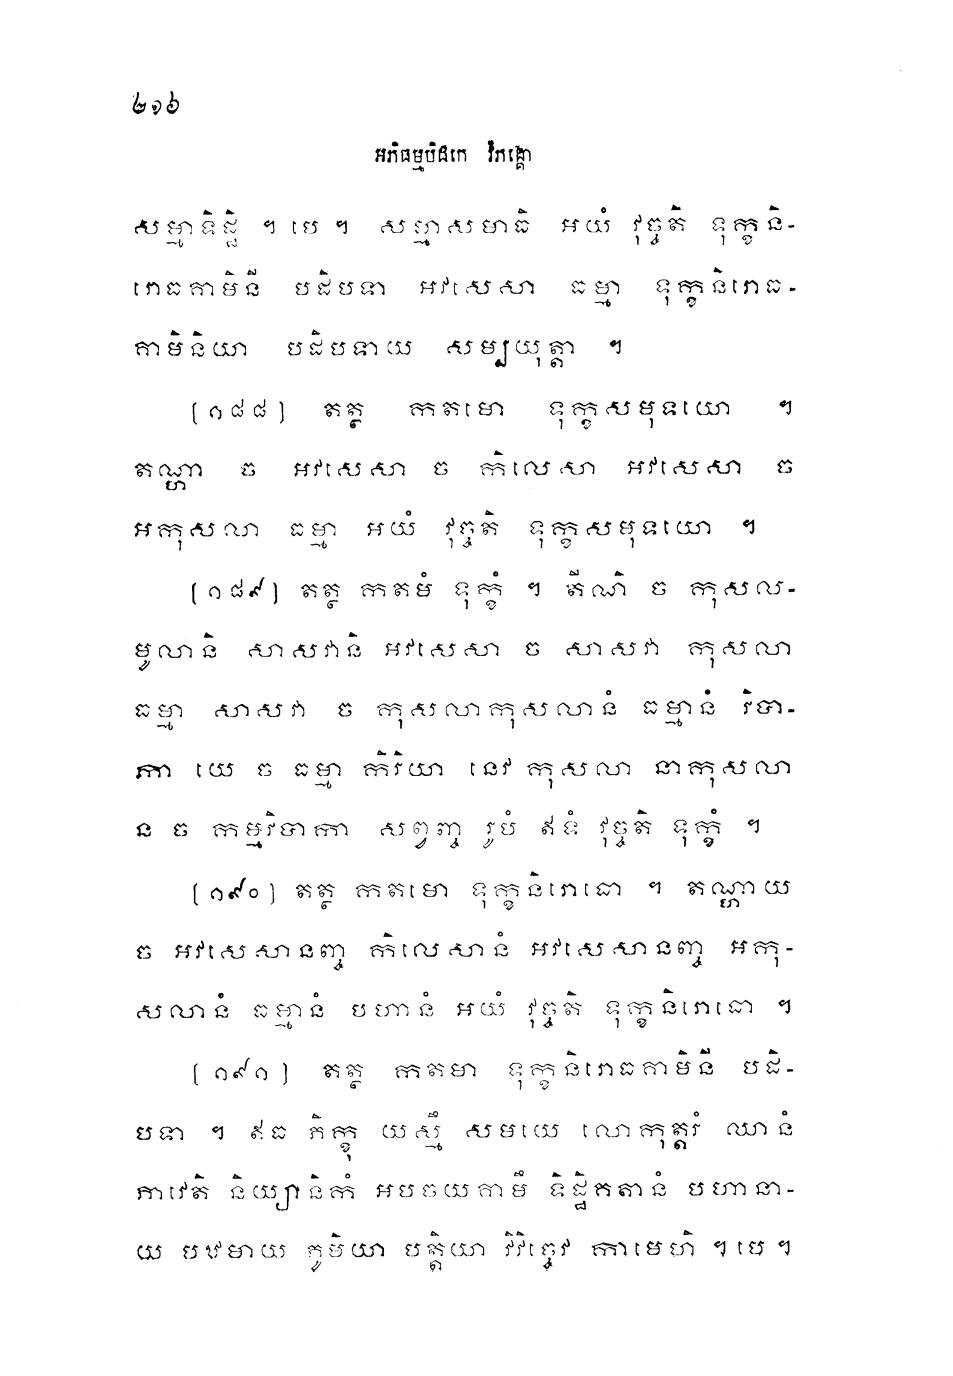 ២១៦
អភិធម្មបិដកេ វិភង្គោ
សម្មាទិដ្ឋិ ។ បេ ។ សម្មាសមាធិ អយំ វុច្ចតិ ទុក្ខនិ-
រោធគាមិនី បដិបទា អវសេសា ធម្មា ទុក្ខនិរោធ-
គាមិនិយា បដិបទាយ សម្បយុត្តា ។
(១៨៨) តត្ថ កតមោ ទុក្ខសមុទយោ ។
តណ្ហា ច អវសេសា ច កិលេសា អវសេសា ច
អកុសលា ធម្មា អយំ វុច្ចតិ ទុក្ខសមុទយោ ។
(១៨៩) តត្ថ កតមំ ទុក្ខំ ។ តីណិ ច កុសល-
មូលានិ សាសវានិ អវសេសា ច សាសវា កុសលា
ធម្មា សាសវា ច កុសលាកុសលានំ ធម្មានំ វិបា-
កា យេ ច ធម្មា កិរិយា នេវ កុសលា នាកុសលា
ន ច កម្មវិបាកា សព្វញ្ច រូបំ ឥទំ វុច្ចតិ ទុក្ខំ ។
(១៩០) តត្ថ កតមោ ទុក្ខនិរោធោ ។ តណ្ហាយ
ច អវសេសានញ្ច កិលេសានំ អវសេសានញ្ច អកុ-
សលានំ ធម្មានំ បហានំ អយំ វុច្ចតិ ទុក្ខនិរោធោ ។
(១៩១) តត្ថ កតមា ទុក្ខនិរោធគាមិនី បដិ-
បទា ។ ឥធ ភិក្ខុ យស្មឹ សមយេ លោកុត្តរំ ឈានំ
ភាវេតិ និយ្យានិកំ អបចយគាមឹ ទិដ្ឋិគតានំ បហានា-
យ បឋមាយ ភូមិយា បត្តិយា វិវិច្ចេវ កាមេហិ ។ បេ ។